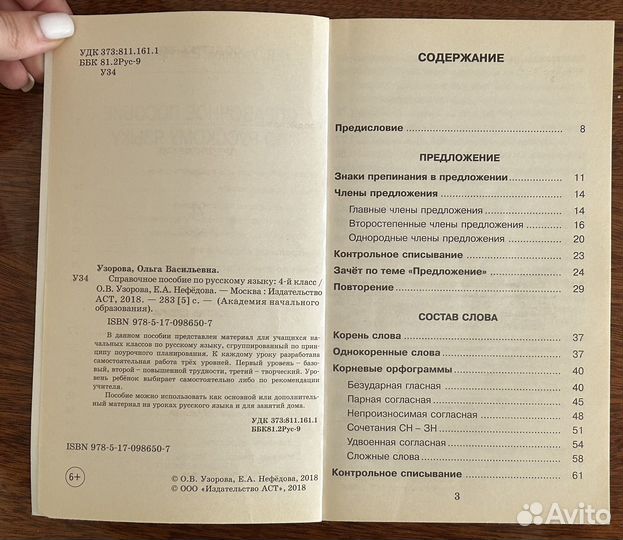 УДК 373:811.161.1
ББК 81.2Рус-9
У34
Узорова, Ольга Васильевна.
У34 Справочное пособие по русскому языку: 4-й класс /
О.В. Узорова, Е.А. Нефёдова. — Москва : Издательство
АСТ, 2018. — 283 [5] с. — (Академия начального
образования).
ISBN 978-5-17-098650-7
В данном пособии представлен материал для учащихся на-
чальных классов по русскому языку, сгруппированный по прин-
ципу поурочного планирования. К каждому уроку разработана
самостоятельная работа трёх уровней. Первый уровень – базо-
вый, второй – повышенной трудности, третий – творческий. Уро-
вень ребёнок выбирает самостоятельно либо по рекомендации
учителя.
Пособие можно использовать как основной или дополнитель-
ный материал на уроках русского языка и для занятий дома.
УДК 373:811.161.1
ББК81.2Рус-9
ISBN 978-5-17-098650-7
6+
© О.В. Узорова, Е.А. Нефёдова, 2018
© ООО «Издательство АСТ», 2018
СОДЕРЖАНИЕ
Предисловие 8
ПРЕДЛОЖЕНИЕ
Знаки препинания в предложении 11
Члены предложения 14
Главные члены предложения 14
Второстепенные члены предложения 16
Однородные члены предложения 20
Контрольное списывание 23
Зачёт по теме «Предложение» 24
Повторение 29
СОСТАВ СЛОВА
Корень слова 37
Однокоренные слова 37
Корневые орфограммы 40
Безударная гласная 40
Парная согласная 45
Непроизносимая согласная 48
Сочетания СН – ЗН 51
Удвоенная согласная 54
Сложные слова 58
Контрольное списывание 61
3
Avito